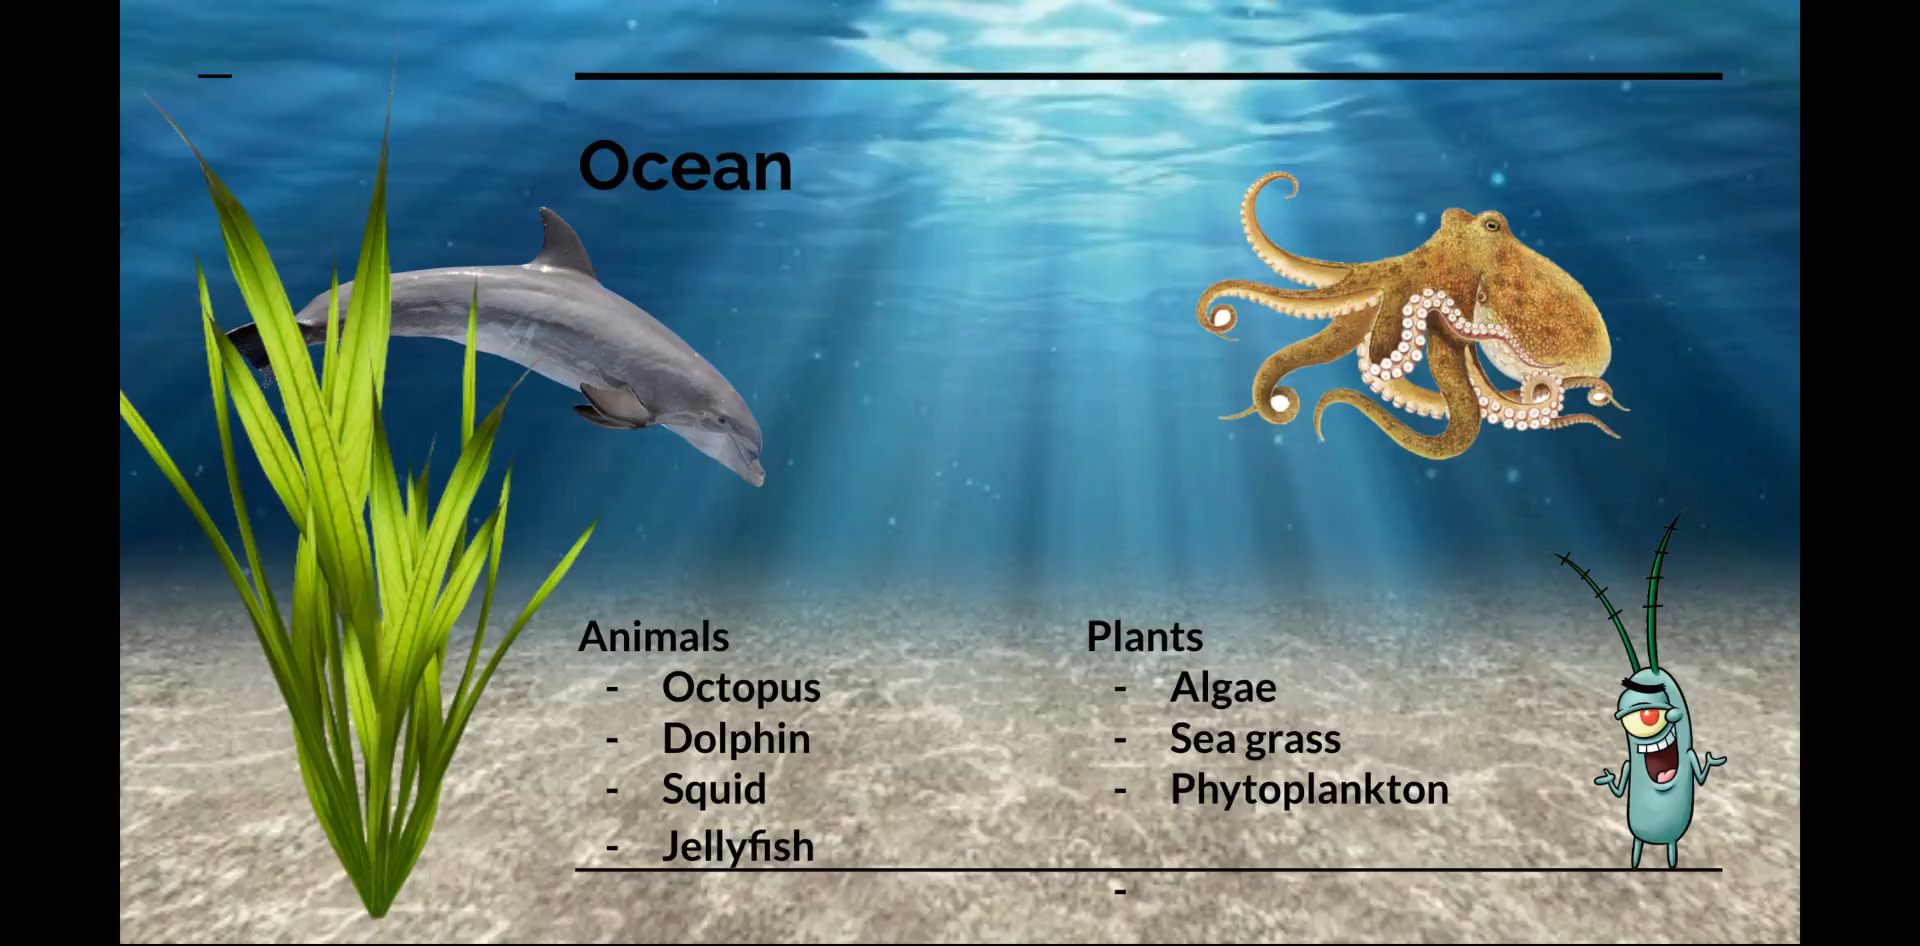 Ocean
Animals
- Octopus
- Dolphin
- Squid
- Jellyfish
Plants
- Algae
- Sea grass
- Phytoplankton
-